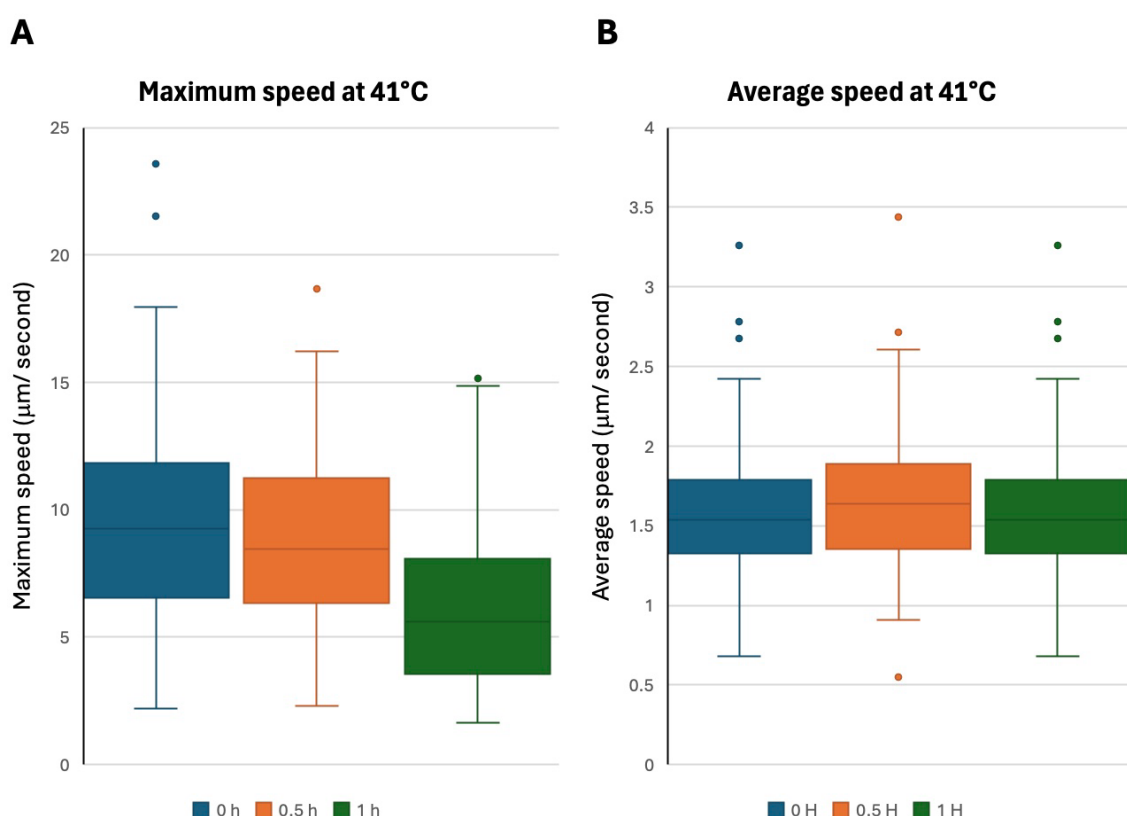 A
B
Maximum speed at 41°C
Average speed at 41°C
Maximum speed (µm/ second)
25
20
15
10
5
0
0 h 0.5 h 1 h
Average speed (µm/ second)
4
3.5
3
2.5
2
1.5
1
0.5
0
0 H 0.5 H 1 H